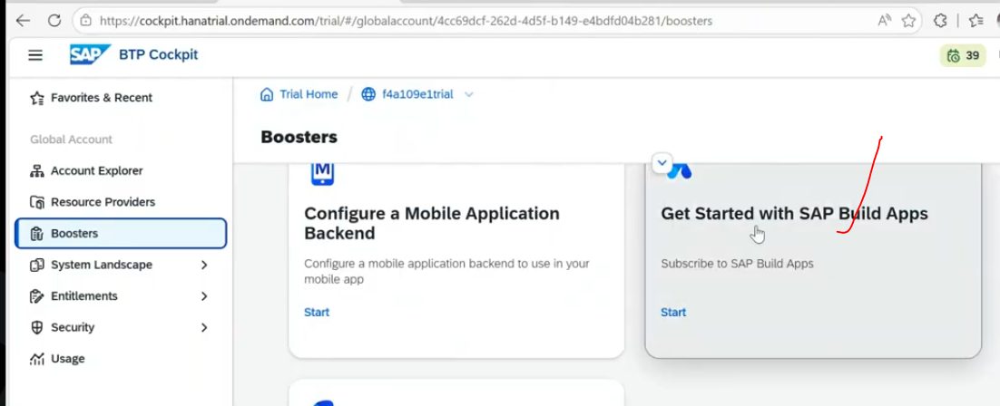 https://cockpit.hanatrial.ondemand.com/trial/#/globalaccount/4cc69dcf-262d-4d5f-b149-e4bdfd04b281/boosters
SAP BTP Cockpit
39
Favorites & Recent
Trial Home / f4a109e1trial
Global Account
Boosters
Account Explorer
Resource Providers
Boosters
System Landscape
Entitlements
Security
Usage
M
Configure a Mobile Application
Backend
Configure a mobile application backend to use in your
mobile app
Start
Get Started with SAP Build Apps
Subscribe to SAP Build Apps
Start